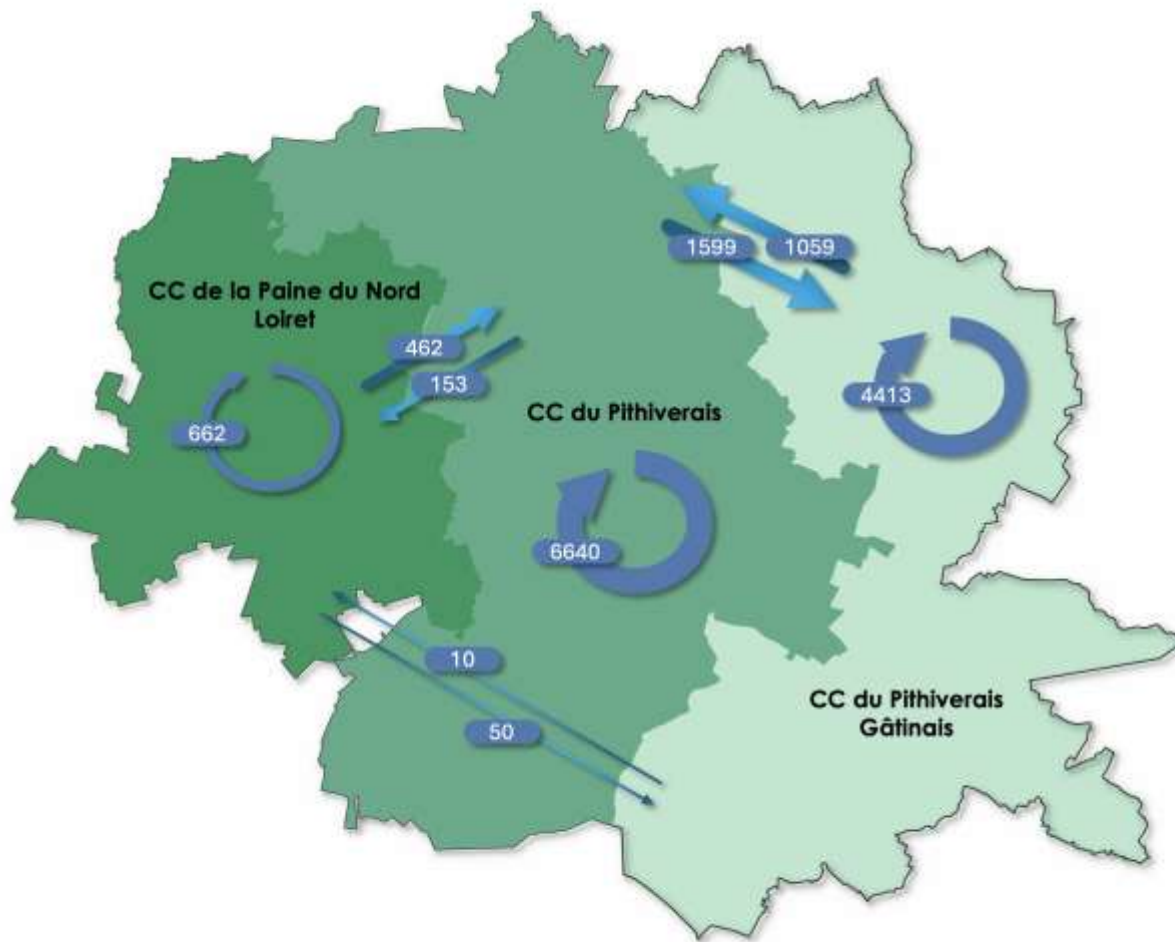 1599
1059
CC de la Paine du Nord
Loiret
462
153
4413
CC du Pithiverais
662
6640
10
CC du Pithiverais
Gâtinais
50